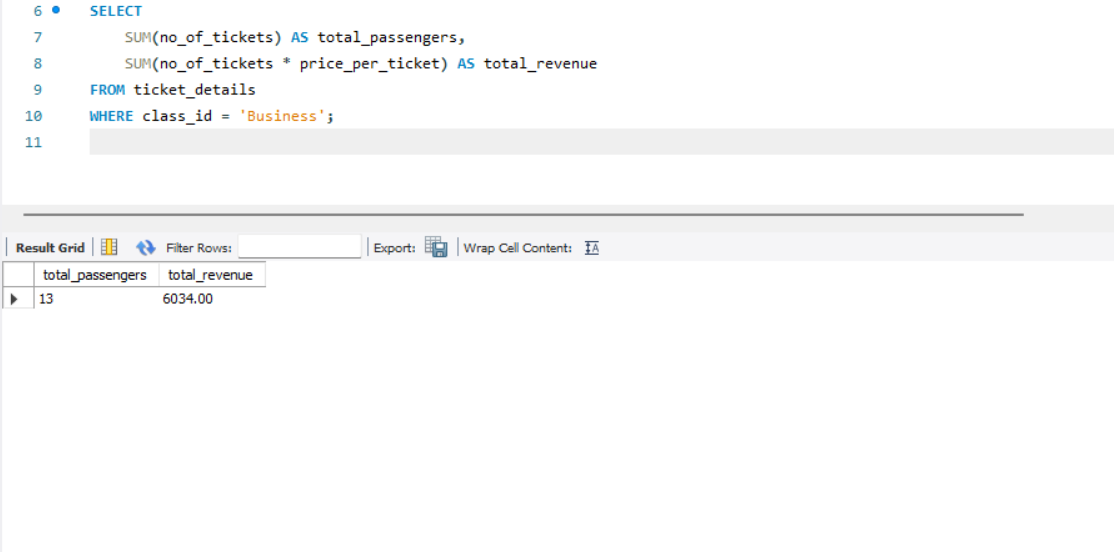 6 SELECT
7 SUM(no_of_tickets) AS total_passengers,
8 SUM(no_of_tickets * price_per_ticket) AS total_revenue
9 FROM ticket_details
10 WHERE class_id = 'Business';
11
Result Grid Filter Rows: Export: Wrap Cell Content: IA
total_passengers total_revenue
13 6034.00